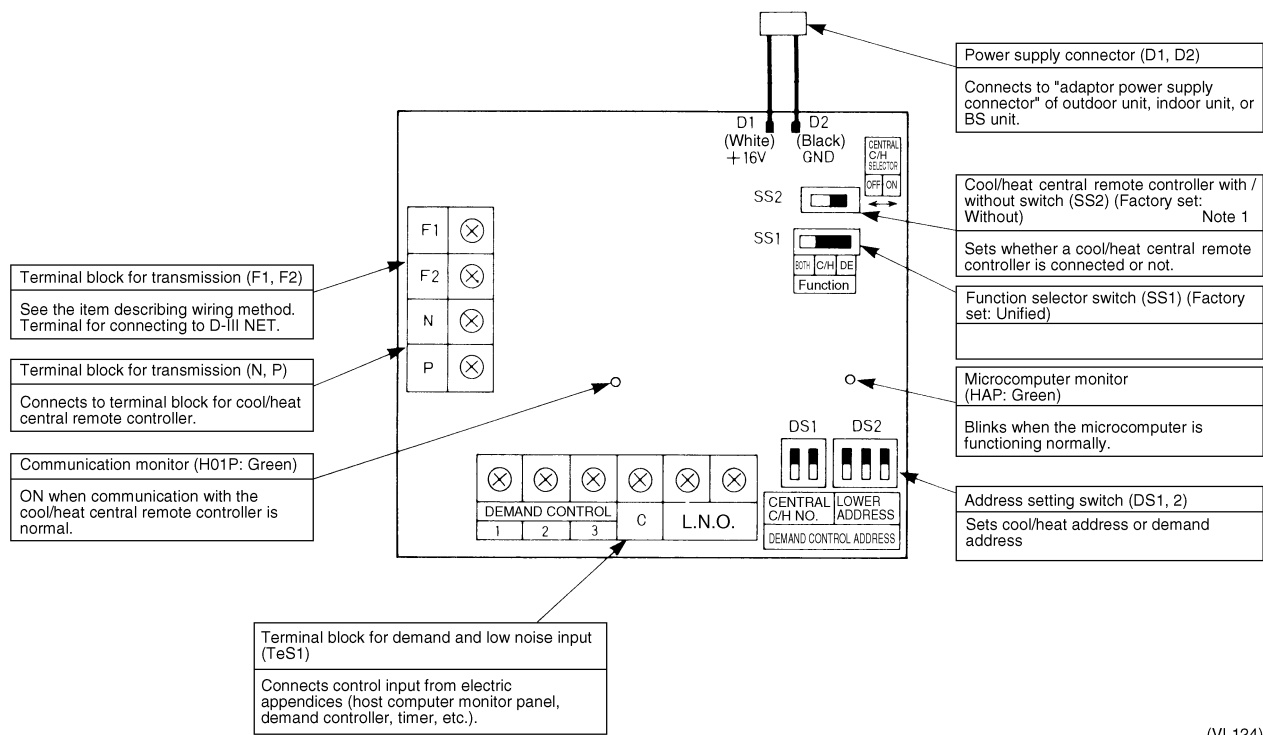 Power supply connector (D1, D2)
Connects to "adaptor power supply
connector" of outdoor unit, indoor unit, or
BS unit.
D1
(White)
+16V
D2
(Black)
GND
CENTRAL
C/H
SELECTOR
OFF ON
SS2
Cool/heat central remote controller with /
without switch (SS2) (Factory set:
Without) Note 1
Sets whether a cool/heat central remote
controller is connected or not.
SS1
BOTH C/H DE
Function
Function selector switch (SS1) (Factory
set: Unified)
F1
F2
N
P
Terminal block for transmission (F1, F2)
See the item describing wiring method.
Terminal for connecting to D-III NET.
Terminal block for transmission (N, P)
Connects to terminal block for cool/heat
central remote controller.
Communication monitor (H01P: Green)
ON when communication with the
cool/heat central remote controller is
normal.
Microcomputer monitor
(HAP: Green)
Blinks when the microcomputer is
functioning normally.
DS1 DS2
CENTRAL
C/H NO.
LOWER
ADDRESS
DEMAND CONTROL ADDRESS
Address setting switch (DS1, 2)
Sets cool/heat address or demand
address
DEMAND CONTROL
1 2 3
C
L.N.O.
Terminal block for demand and low noise input
(TeS1)
Connects control input from electric
appendices (host computer monitor panel,
demand controller, timer, etc.).